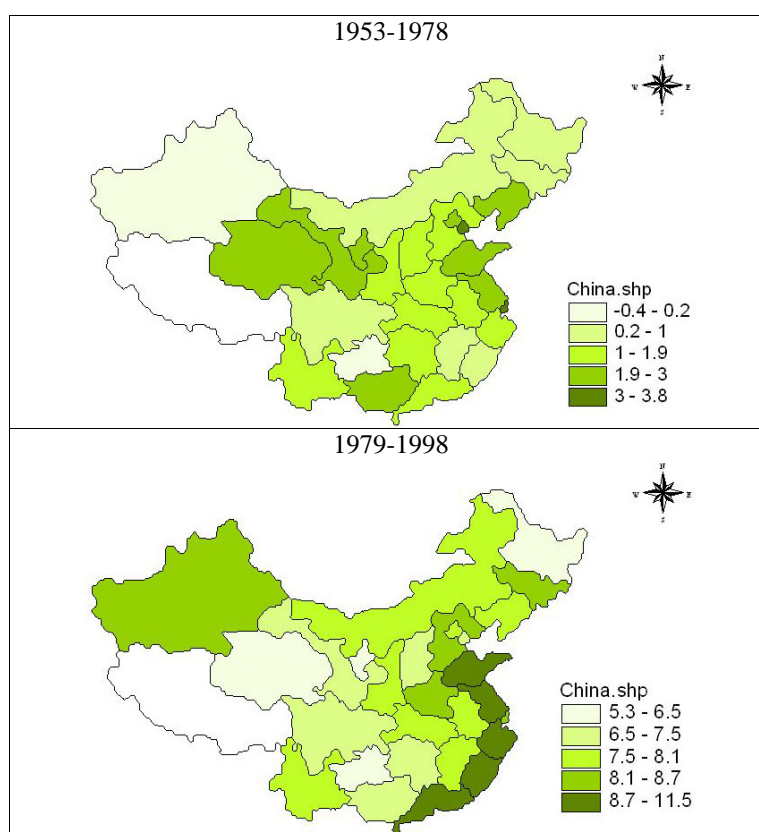 1953-1978
N
W E
S
China.shp
-0.4 - 0.2
0.2 - 1
1 - 1.9
1.9 - 3
3 - 3.8
1979-1998
N
W E
S
China.shp
5.3 - 6.5
6.5 - 7.5
7.5 - 8.1
8.1 - 8.7
8.7 - 11.5